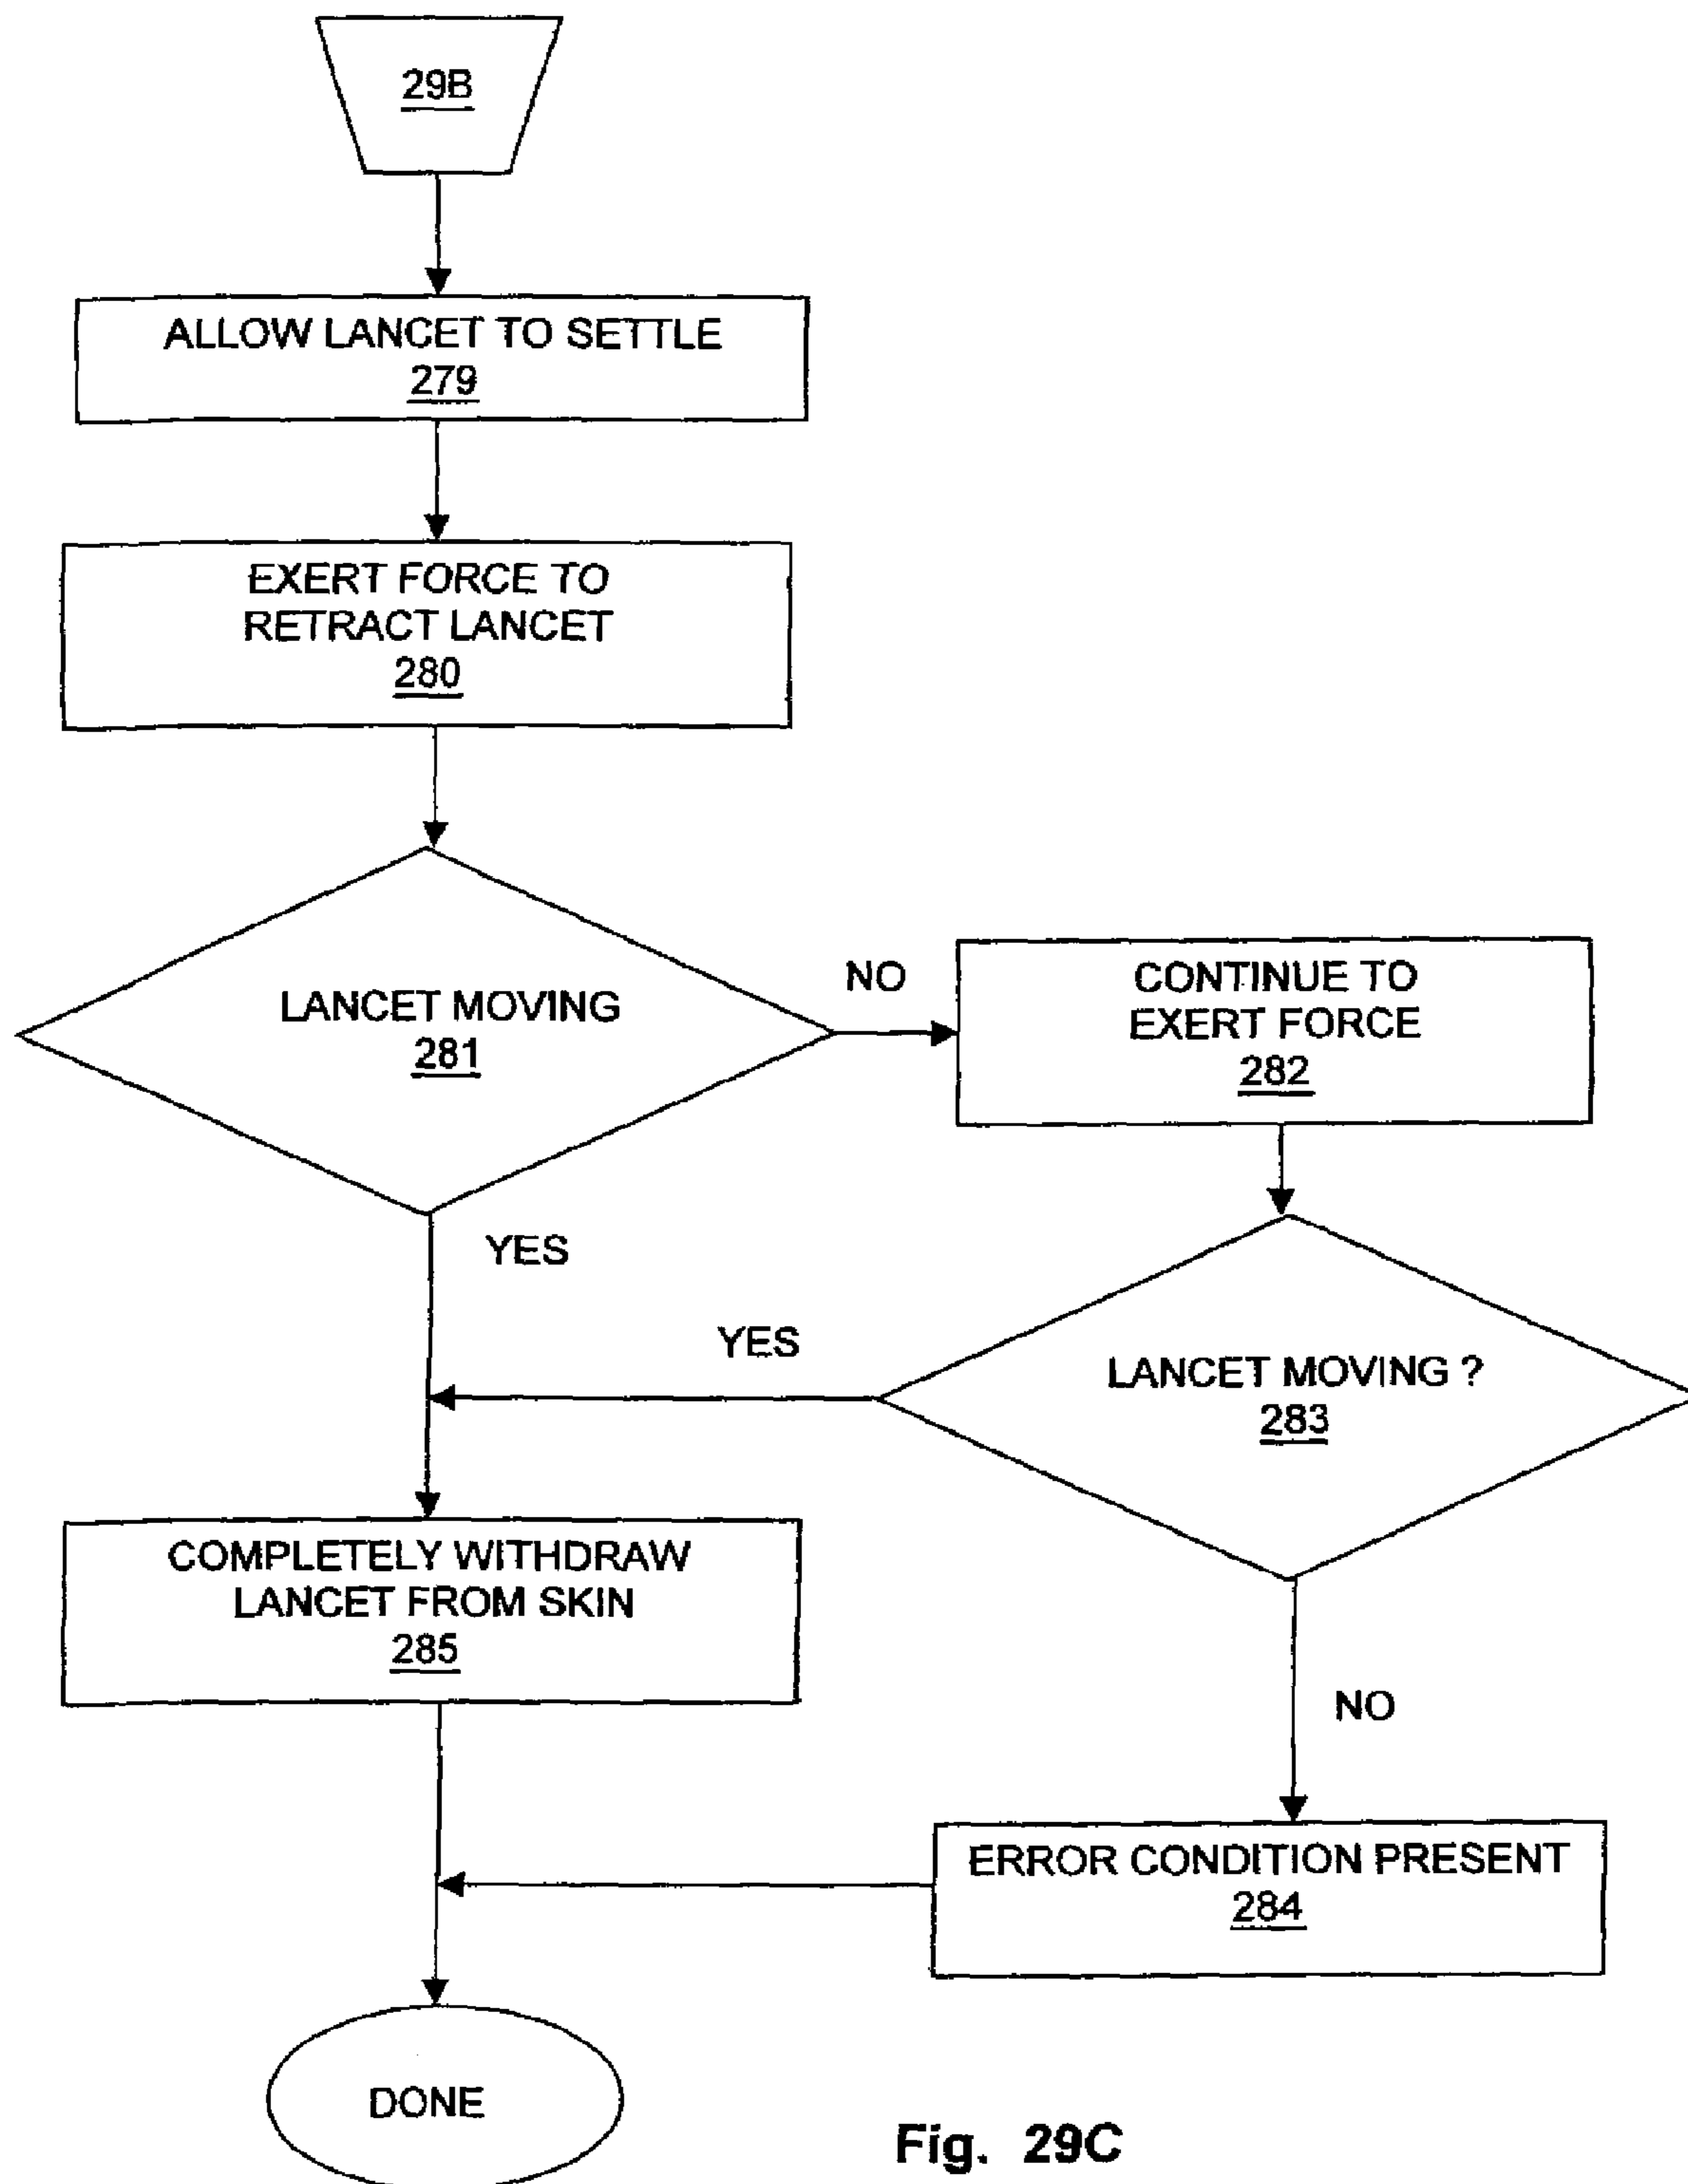 29B
ALLOW LANCET TO SETTLE
279
EXERT FORCE TO
RETRACT LANCET
280
LANCET MOVING
281
NO
CONTINUE TO
EXERT FORCE
282
YES
YES
LANCET MOVING ?
283
COMPLETELY WITHDRAW
LANCET FROM SKIN
285
NO
ERROR CONDITION PRESENT
284
DONE
Fig. 29C